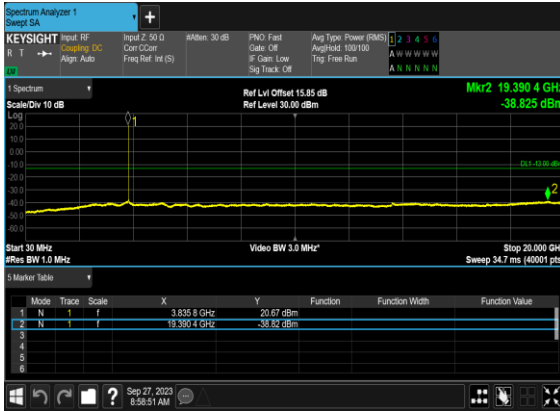 Spectrum Analyzer 1
Swept SA
+
KEYSIGHT Input: RF Input Z: 50 Ω #Atten: 30 dB PNO: Fast Avg Type: Power (RMS) 1 2 3 4 5 6
R T Coupling: DC Corr CCorr Gate: Off Avg|Hold: 100/100 A W W W W W
Align: Auto Freq Ref: Int (S) IF Gain: Low Trig: Free Run
Sig Track: Off A N N N N N
1 Spectrum Ref Lvl Offset 15.85 dB Mkr2 19.390 4 GHz
Scale/Div 10 dB Ref Level 30.00 dBm -38.825 dBm
Log
20.0
10.0
0.00
-10.0
DL1 -13.00 dBm
-20.0
-30.0
-40.0
-50.0
-60.0
1
2
Start 30 MHz Video BW 3.0 MHz* Stop 20.000 GHz
#Res BW 1.0 MHz Sweep 34.7 ms (40001 pts)
5 Marker Table
Mode Trace Scale X Y Function Function Width Function Value
1 N 1 f 3.835 8 GHz 20.67 dBm
2 N 1 f 19.390 4 GHz -38.82 dBm
3
4
5
6
? Sep 27, 2023
8:58:51 AM